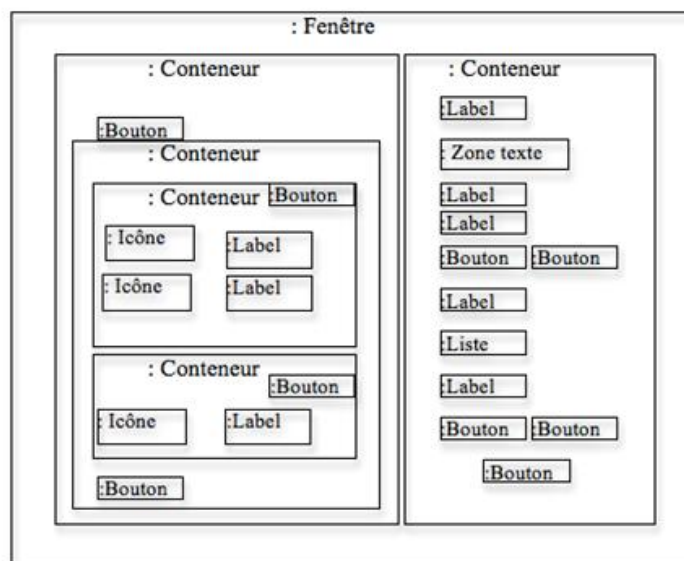 : Fenêtre
: Conteneur
:Bouton
: Conteneur
: Conteneur
:Bouton
: Icône
:Label
: Icône
:Label
: Conteneur
:Bouton
: Icône
:Label
:Bouton
: Conteneur
:Label
: Zone texte
:Label
:Label
:Bouton :Bouton
:Label
:Liste
:Label
:Bouton :Bouton
:Bouton